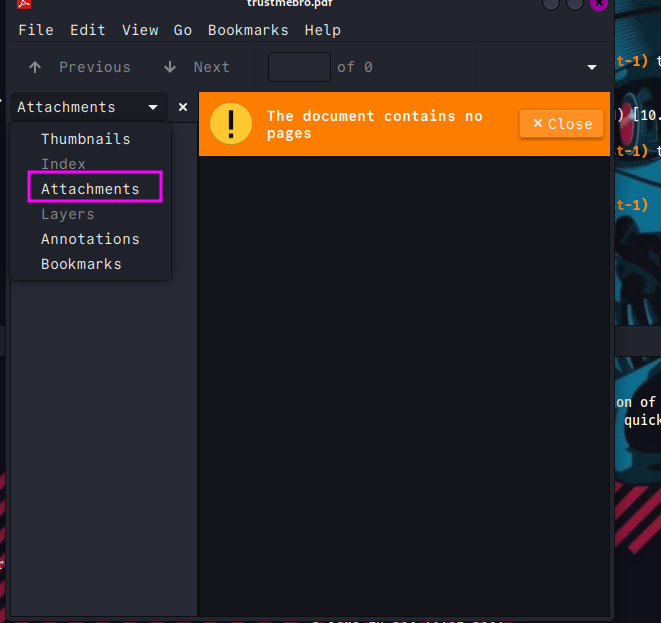 trustmebro.pdf
File Edit View Go Bookmarks Help
Previous Next of 0
Attachments
The document contains no
pages
× Close
Thumbnails
Index
Attachments
Layers
Annotations
Bookmarks
t-1) t
) [10.
t-1) t
t-1)
on of
quick